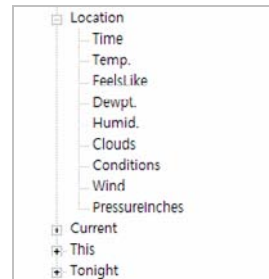 Location
Time
Temp.
FeelsLike
Dewpt.
Humid.
Clouds
Conditions
Wind
PressureInches
Current
This
Tonight